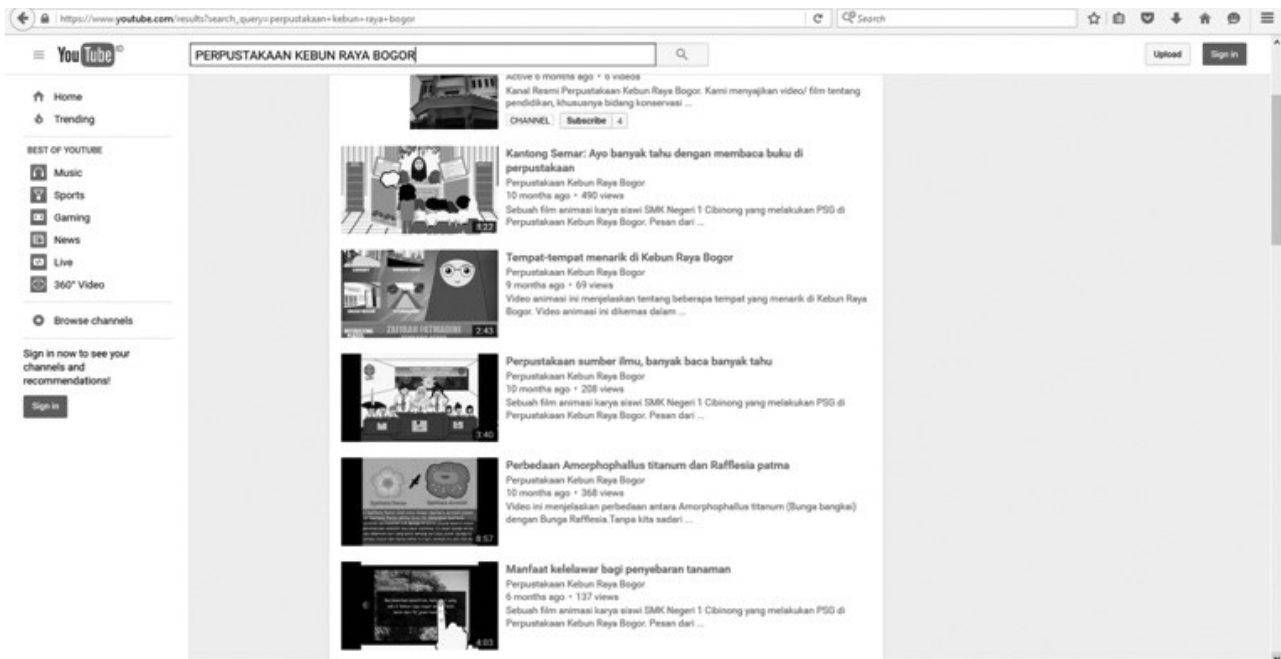 https://www.youtube.com/results?search_query=perpustakaan+kebun+raya+bogor
Search
YouTube ID
PERPUSTAKAAN KEBUN RAYA BOGOR
Upload
Sign in
Home
Trending
BEST OF YOUTUBE
Music
Sports
Gaming
News
Live
360° Video
Browse channels
Sign in now to see your
channels and
recommendations!
Sign in
Active 6 months ago • 6 videos
Kanal Resmi Perpustakaan Kebun Raya Bogor. Kami menyajikan video/ film tentang
pendidikan, khususnya bidang konservasi ...
CHANNEL Subscribe 4
Kantong Semar: Ayo banyak tahu dengan membaca buku di
perpustakaan
Perpustakaan Kebun Raya Bogor
10 months ago • 490 views
Sebuah film animasi karya siswi SMK Negeri 1 Cibinong yang melakukan PSG di
Perpustakaan Kebun Raya Bogor. Pesan dari ...
Tempat-tempat menarik di Kebun Raya Bogor
Perpustakaan Kebun Raya Bogor
9 months ago • 69 views
Video animasi ini menjelaskan tentang beberapa tempat yang menarik di Kebun Raya
Bogor. Video animasi ini dikemas dalam ...
ZAFIRAH FATMADINI
2:43
Perpustakaan sumber ilmu, banyak baca banyak tahu
Perpustakaan Kebun Raya Bogor
10 months ago • 208 views
Sebuah film animasi karya siswi SMK Negeri 1 Cibinong yang melakukan PSG di
Perpustakaan Kebun Raya Bogor. Pesan dari ...
3:40
Perbedaan Amorphophallus titanum dan Rafflesia patma
Perpustakaan Kebun Raya Bogor
10 months ago • 368 views
Video ini menjelaskan perbedaan antara Amorphophallus titanum (Bunga bangkai)
dengan Bunga Rafflesia.Tanpa kita sadari ...
8:57
Manfaat kelelawar bagi penyebaran tanaman
Perpustakaan Kebun Raya Bogor
6 months ago • 137 views
Sebuah film animasi karya siswi SMK Negeri 1 Cibinong yang melakukan PSG di
Perpustakaan Kebun Raya Bogor. Pesan dari ...
4:03